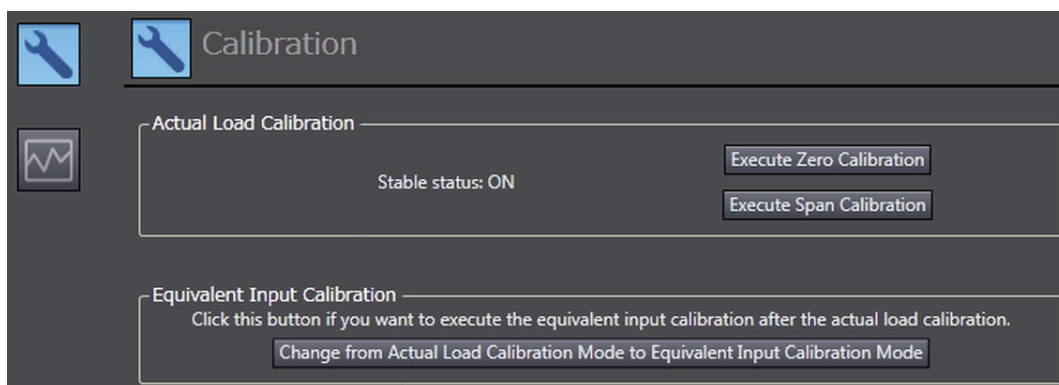 Calibration
Actual Load Calibration
Stable status: ON
Execute Zero Calibration
Execute Span Calibration
Equivalent Input Calibration
Click this button if you want to execute the equivalent input calibration after the actual load calibration.
Change from Actual Load Calibration Mode to Equivalent Input Calibration Mode